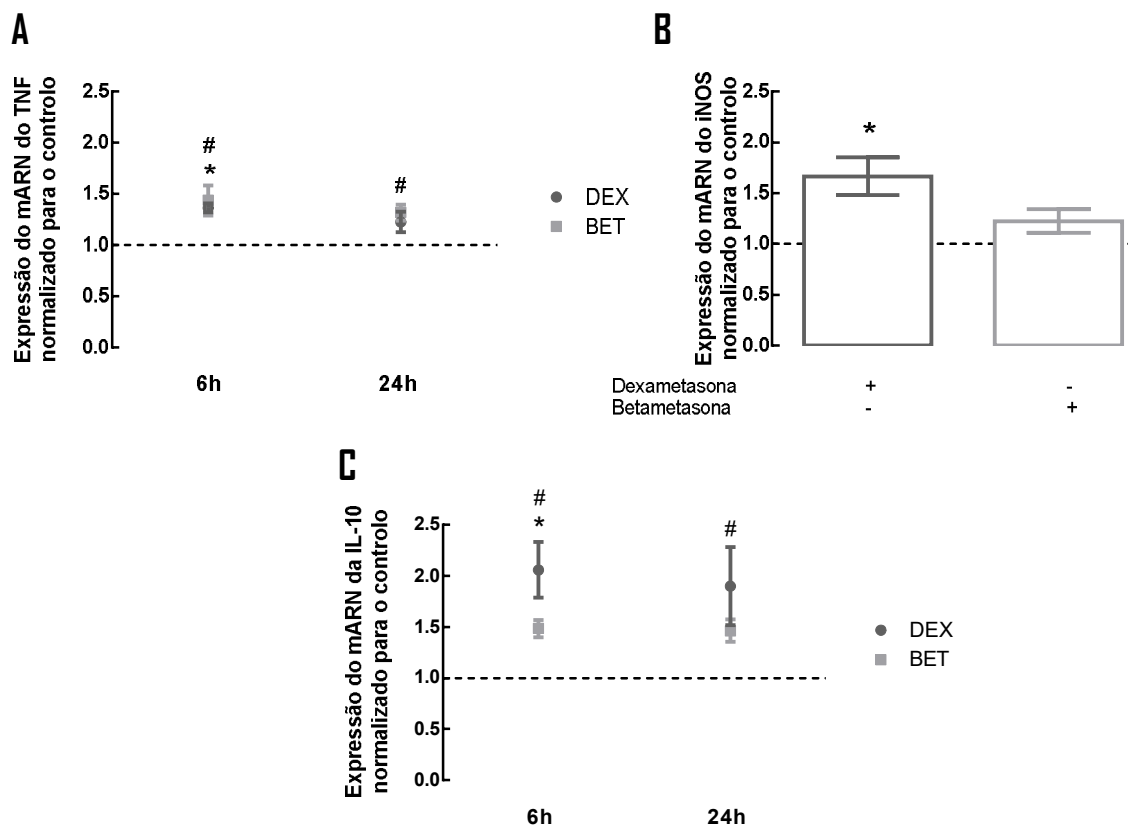 A
Expressão do mARN do TNF
normalizado para o controlo
2.5
2.0
1.5
1.0
0.5
0.0
#
*
#
6h
24h
DEX
BET
B
Expressão do mARN do iNOS
normalizado para o controlo
2.5
2.0
1.5
1.0
0.5
0.0
*
Dexametasona + -
Betametasona - +
C
Expressão do mARN da IL-10
normalizado para o controlo
2.5
2.0
1.5
1.0
0.5
0.0
#
*
#
6h
24h
DEX
BET